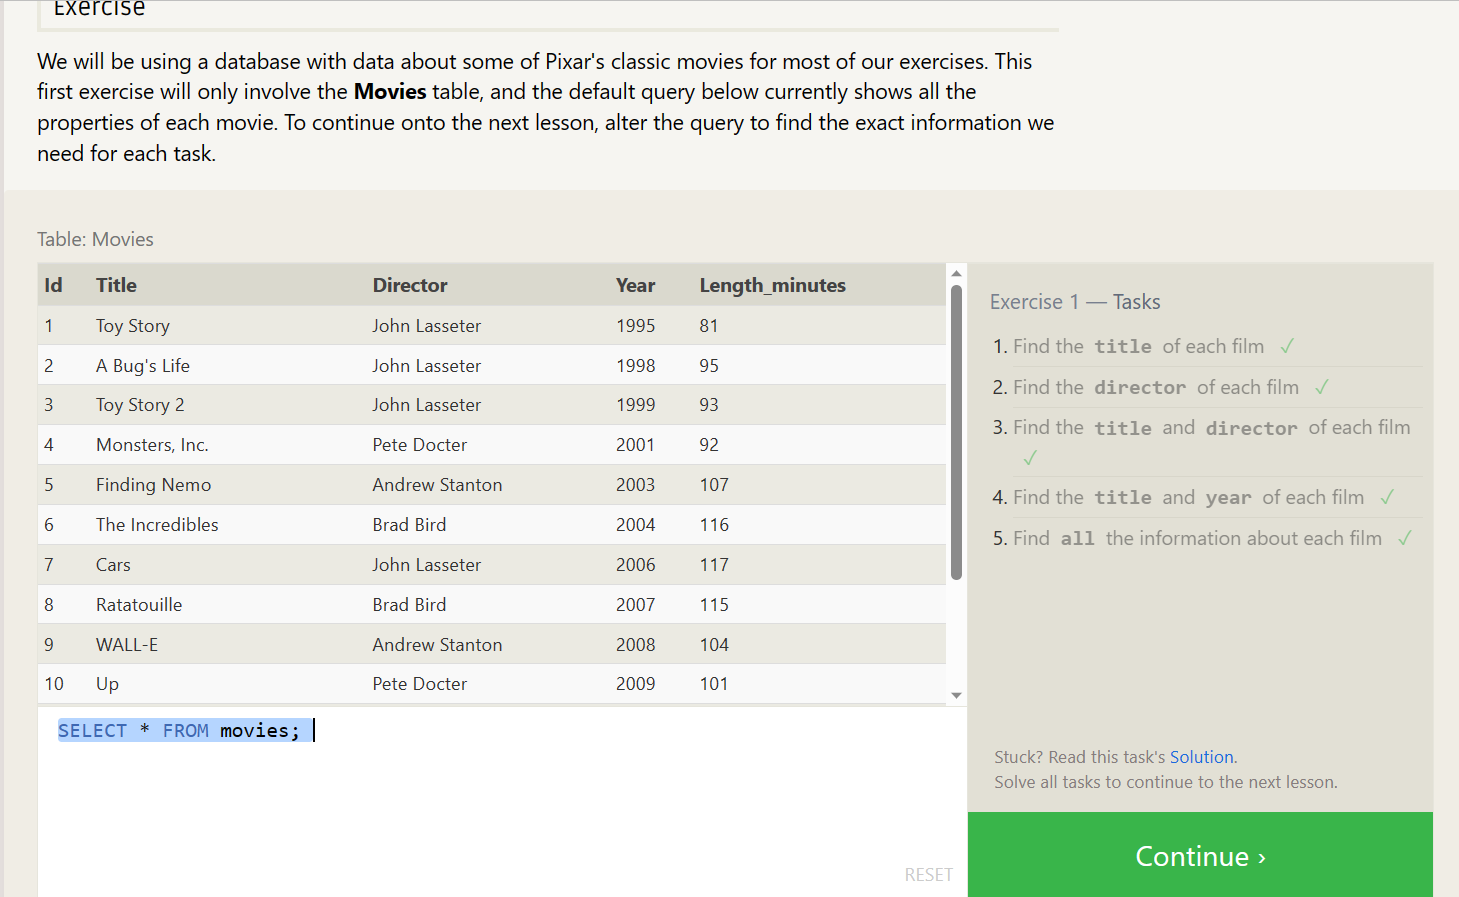 Exercise
We will be using a database with data about some of Pixar's classic movies for most of our exercises. This
first exercise will only involve the Movies table, and the default query below currently shows all the
properties of each movie. To continue onto the next lesson, alter the query to find the exact information we
need for each task.
Table: Movies
Id Title Director Year Length_minutes
1 Toy Story John Lasseter 1995 81
2 A Bug's Life John Lasseter 1998 95
3 Toy Story 2 John Lasseter 1999 93
4 Monsters, Inc. Pete Docter 2001 92
5 Finding Nemo Andrew Stanton 2003 107
6 The Incredibles Brad Bird 2004 116
7 Cars John Lasseter 2006 117
8 Ratatouille Brad Bird 2007 115
9 WALL-E Andrew Stanton 2008 104
10 Up Pete Docter 2009 101
SELECT * FROM movies;
RESET
Exercise 1 — Tasks
1. Find the title of each film ✓
2. Find the director of each film ✓
3. Find the title and director of each film
✓
4. Find the title and year of each film ✓
5. Find all the information about each film ✓
Stuck? Read this task's Solution.
Solve all tasks to continue to the next lesson.
Continue ›